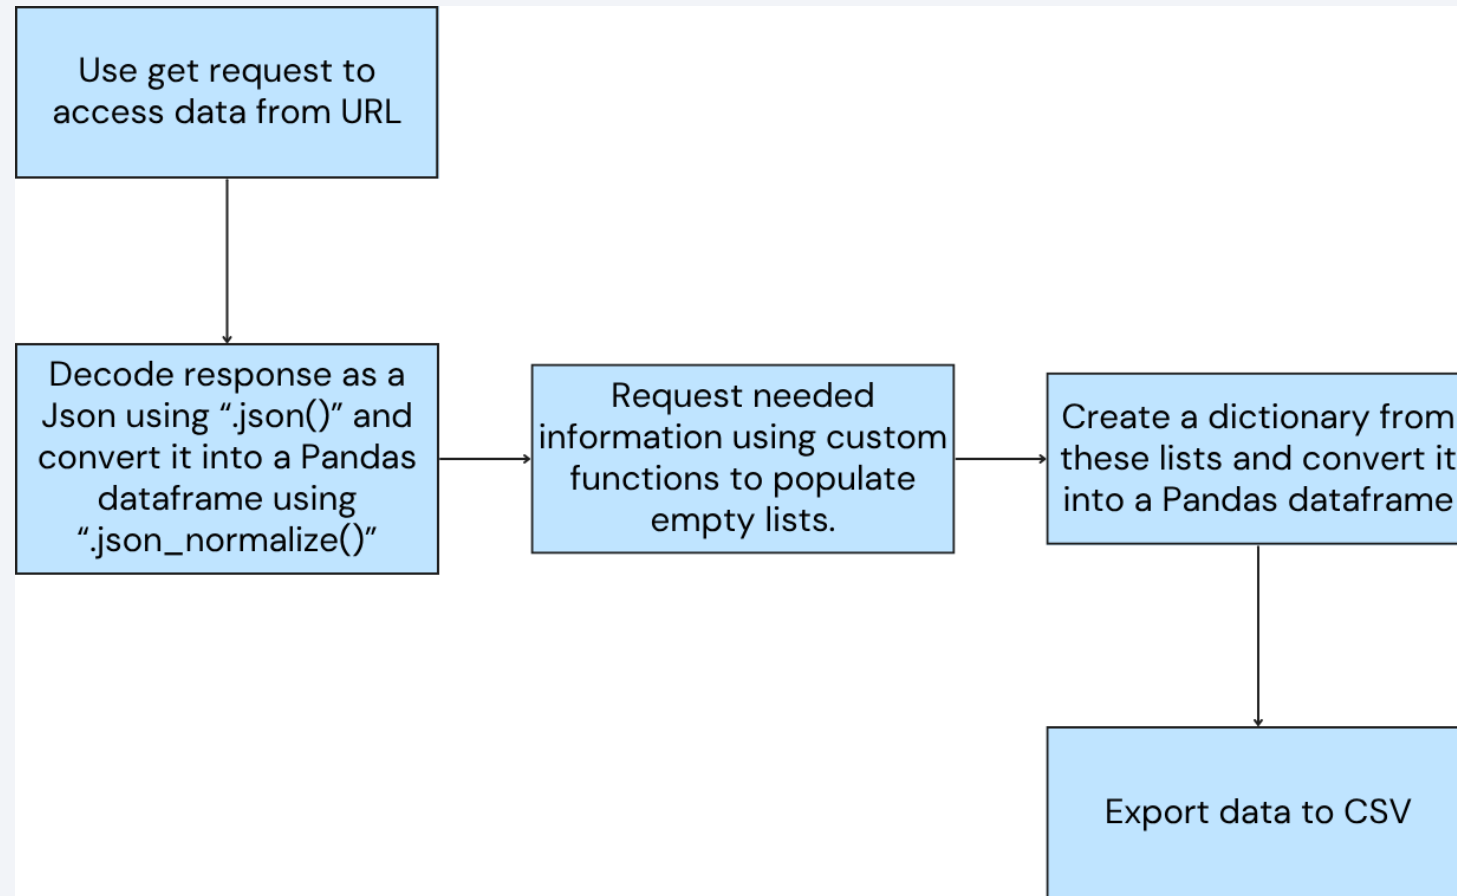 Use get request to
access data from URL
Decode response as a
Json using “.json()” and
convert it into a Pandas
dataframe using
“.json_normalize()”
Request needed
information using custom
functions to populate
empty lists.
Create a dictionary from
these lists and convert it
into a Pandas dataframe
Export data to CSV